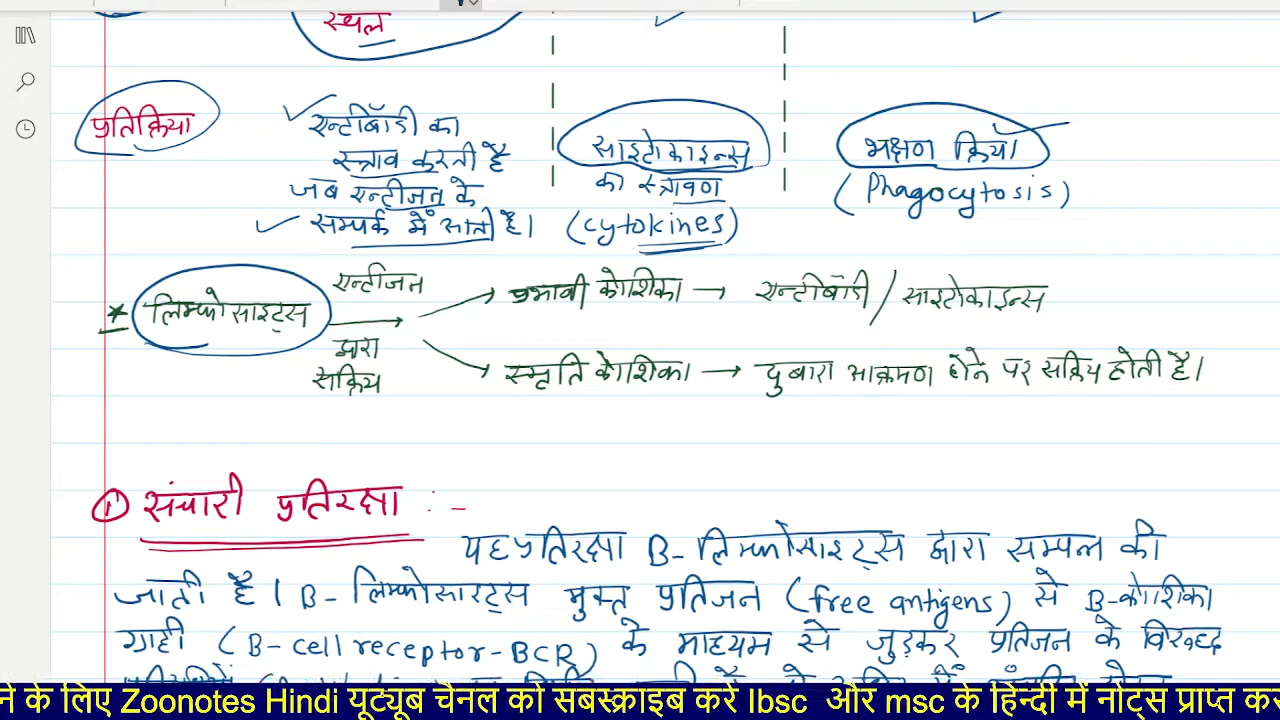 स्थल
प्रतिक्रिया
एन्टीबॉडी का
स्त्राव करती है
जब एन्टीजन के
सम्पर्क में आती है।
साइटोकाइन्स
का स्त्रावण
(cytokines)
भक्षण क्रिया
(Phagocytosis)
* लिम्फोसाइट्स एन्टीजन द्वारा सक्रिय → प्रभावी कोशिका → एन्टीबॉडी / साइटोकाइन्स
→ स्मृति कोशिका → दुबारा आक्रमण होने पर सक्रिय होती है।
① संचारी प्रतिरक्षा :-
यह प्रतिरक्षा B-लिम्फोसाइट्स द्वारा सम्पन्न की
जाती है। B-लिम्फोसाइट्स मुक्त प्रतिजन (free antigens) से B-कोशिका
ग्राही (B-cell receptor-BCR) के माध्यम से जुड़कर प्रतिजन के विरुद्ध
ने के लिए Zoonotes Hindi यूट्यूब चैनल को सबस्क्राइब करें Ibsc और msc के हिन्दी में नोट्स प्राप्त कर